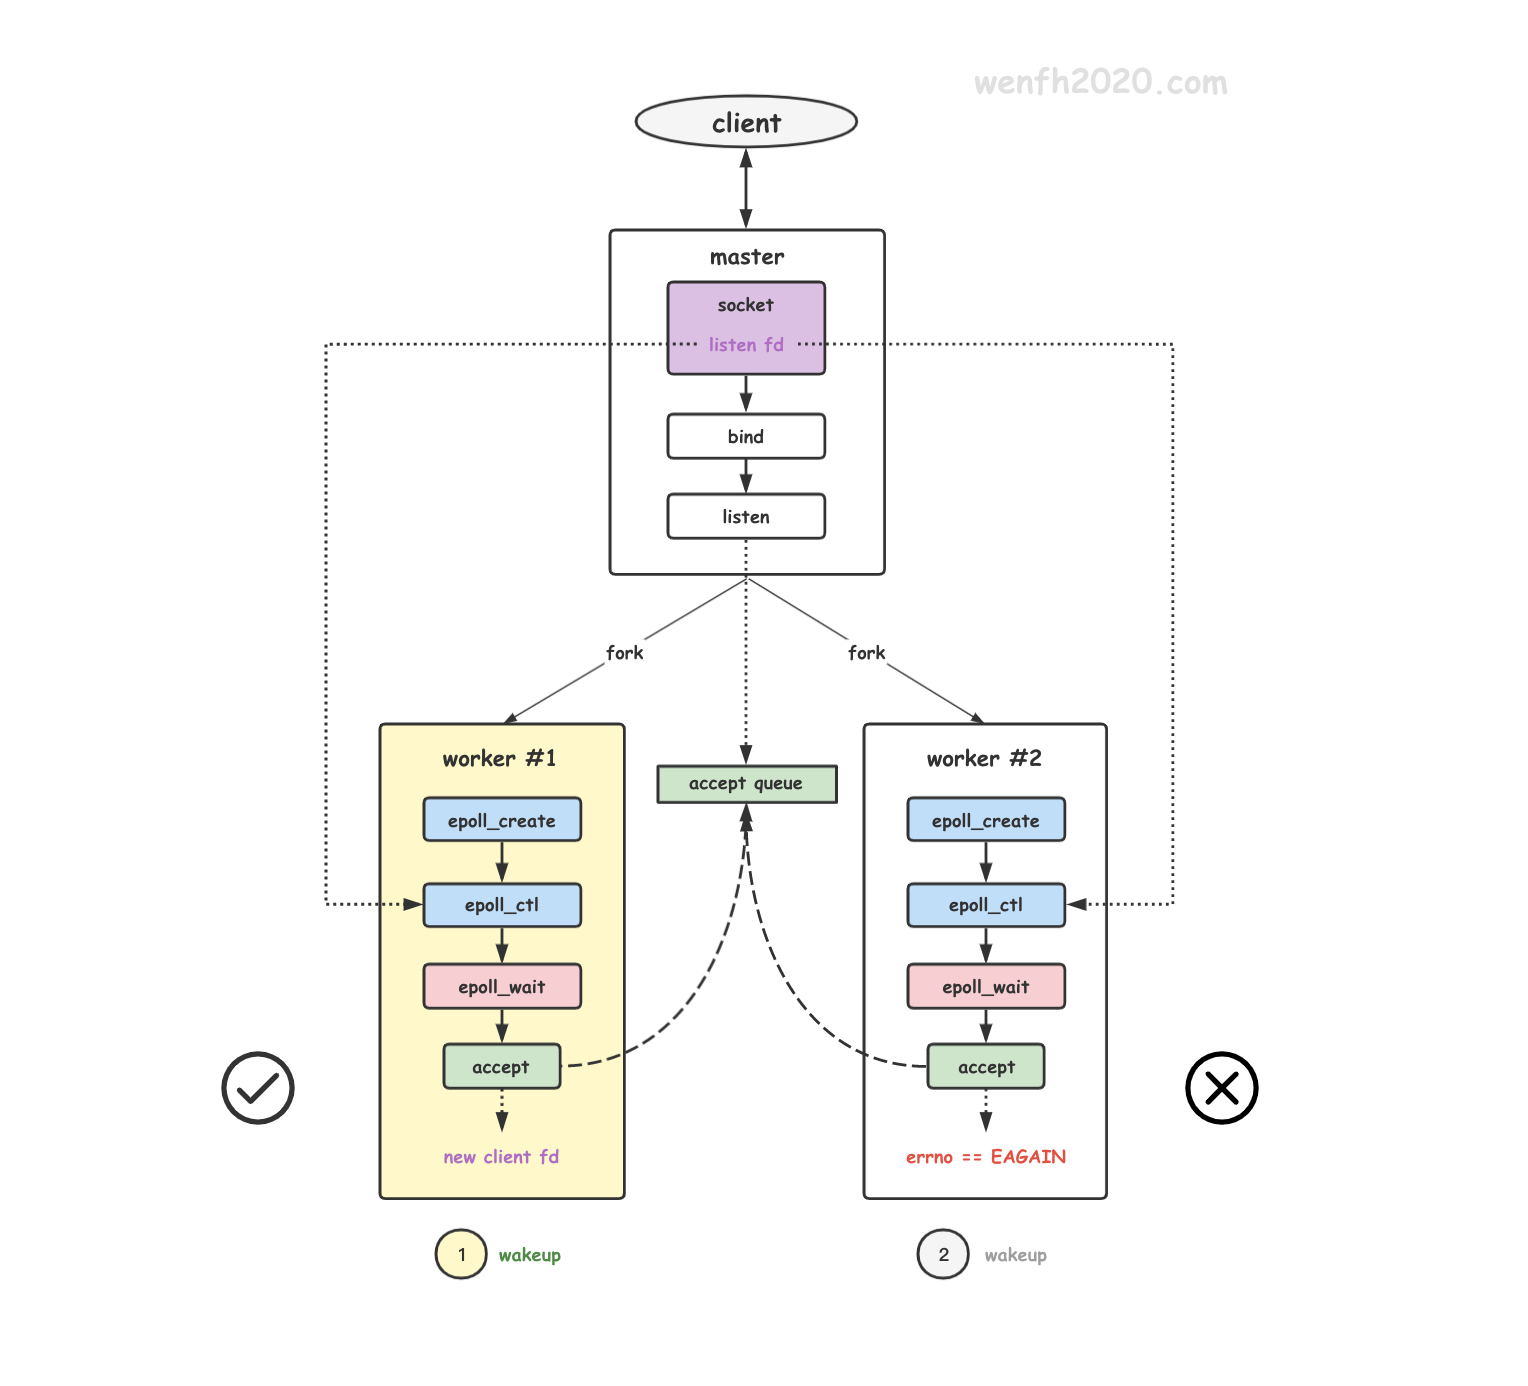 wenfh2020.com
client
master
socket
listen fd
bind
listen
fork
fork
worker #1
epoll_create
epoll_ctl
epoll_wait
accept
new client fd
accept queue
worker #2
epoll_create
epoll_ctl
epoll_wait
accept
errno == EAGAIN
1 wakeup
2 wakeup